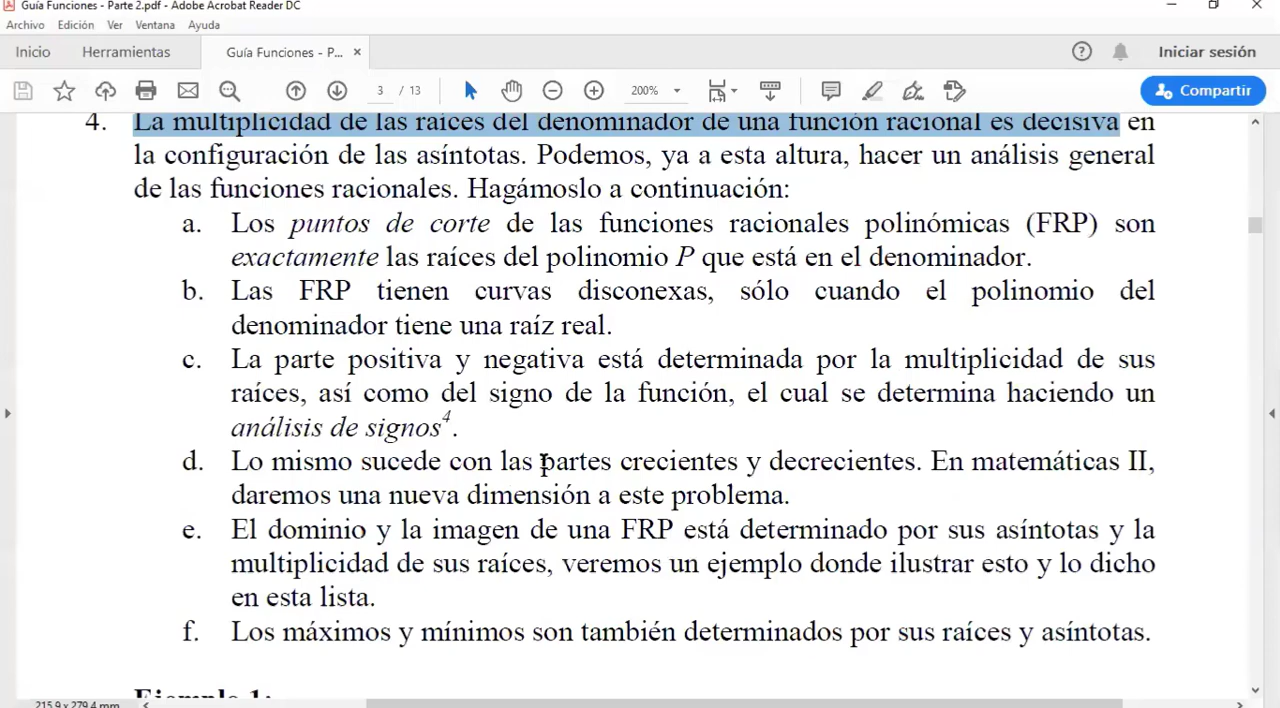 Guía Funciones - Parte 2.pdf - Adobe Acrobat Reader DC
Archivo Edición Ver Ventana Ayuda
Inicio Herramientas Guía Funciones - P... × Iniciar sesión
3 / 13 200% Compartir
4. La multiplicidad de las raíces del denominador de una función racional es decisiva en
la configuración de las asíntotas. Podemos, ya a esta altura, hacer un análisis general
de las funciones racionales. Hagámoslo a continuación:
a. Los puntos de corte de las funciones racionales polinómicas (FRP) son
exactamente las raíces del polinomio P que está en el denominador.
b. Las FRP tienen curvas disconexas, sólo cuando el polinomio del
denominador tiene una raíz real.
c. La parte positiva y negativa está determinada por la multiplicidad de sus
raíces, así como del signo de la función, el cual se determina haciendo un
análisis de signos4.
d. Lo mismo sucede con las partes crecientes y decrecientes. En matemáticas II,
daremos una nueva dimensión a este problema.
e. El dominio y la imagen de una FRP está determinado por sus asíntotas y la
multiplicidad de sus raíces, veremos un ejemplo donde ilustrar esto y lo dicho
en esta lista.
f. Los máximos y mínimos son también determinados por sus raíces y asíntotas.
Ejemplo 1:
215,9 x 279,4 mm